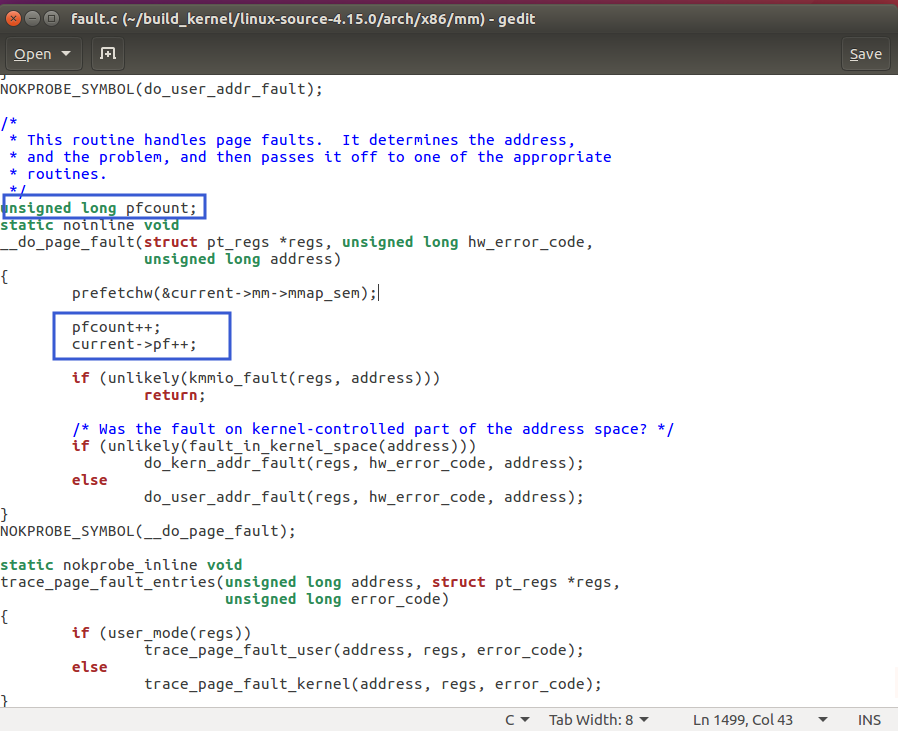 fault.c (~/build_kernel/linux-source-4.15.0/arch/x86/mm) - gedit
Open Save
}
NOKPROBE_SYMBOL(do_user_addr_fault);
/*
 * This routine handles page faults.  It determines the address,
 * and the problem, and then passes it off to one of the appropriate
 * routines.
 */
unsigned long pfcount;
static noinline void
__do_page_fault(struct pt_regs *regs, unsigned long hw_error_code,
                unsigned long address)
{
        prefetchw(&current->mm->mmap_sem);
        pfcount++;
        current->pf++;
        if (unlikely(kmmio_fault(regs, address)))
                return;
        /* Was the fault on kernel-controlled part of the address space? */
        if (unlikely(fault_in_kernel_space(address)))
                do_kern_addr_fault(regs, hw_error_code, address);
        else
                do_user_addr_fault(regs, hw_error_code, address);
}
NOKPROBE_SYMBOL(__do_page_fault);
static nokprobe_inline void
trace_page_fault_entries(unsigned long address, struct pt_regs *regs,
                         unsigned long error_code)
{
        if (user_mode(regs))
                trace_page_fault_user(address, regs, error_code);
        else
                trace_page_fault_kernel(address, regs, error_code);
}
C Tab Width: 8 Ln 1499, Col 43 INS